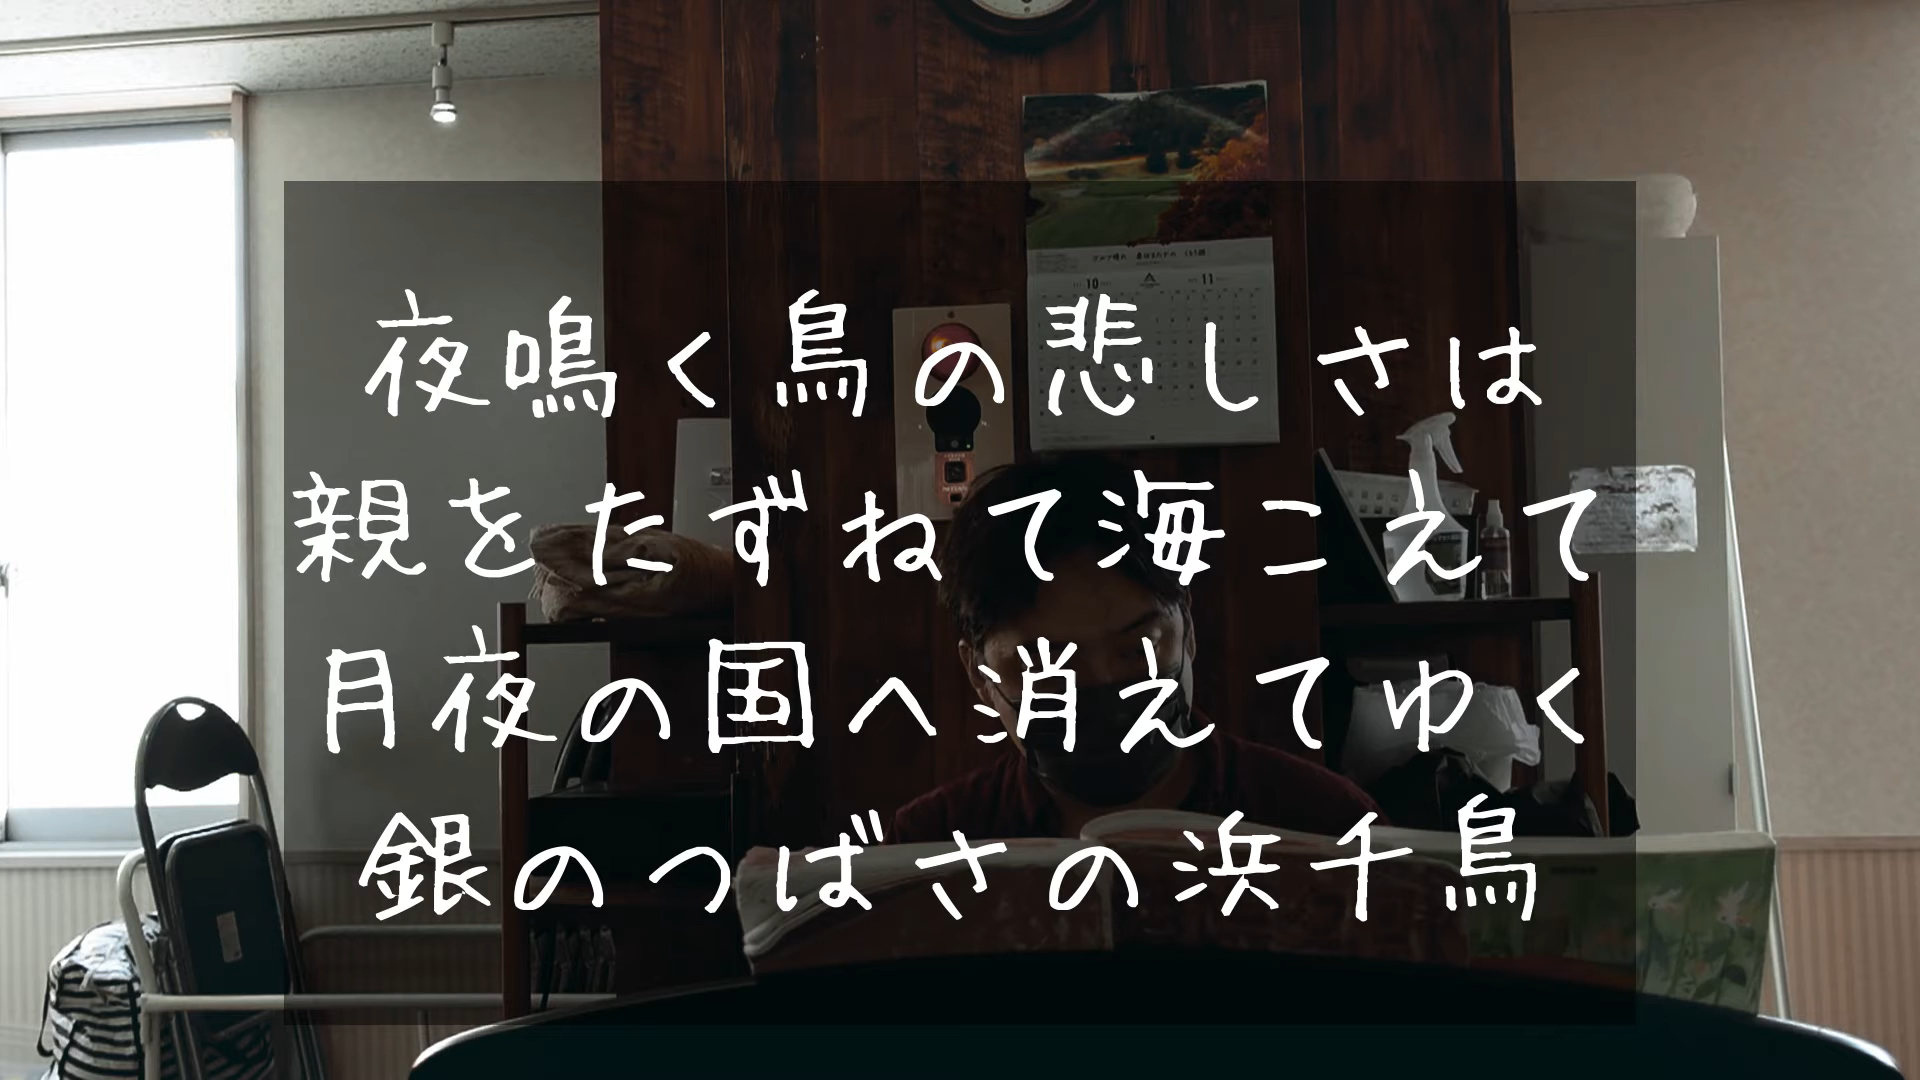 10
11
夜鳴く鳥の悲しさは
親をたずねて海こえて
月夜の国へ消えてゆく
銀のつばさの浜千鳥